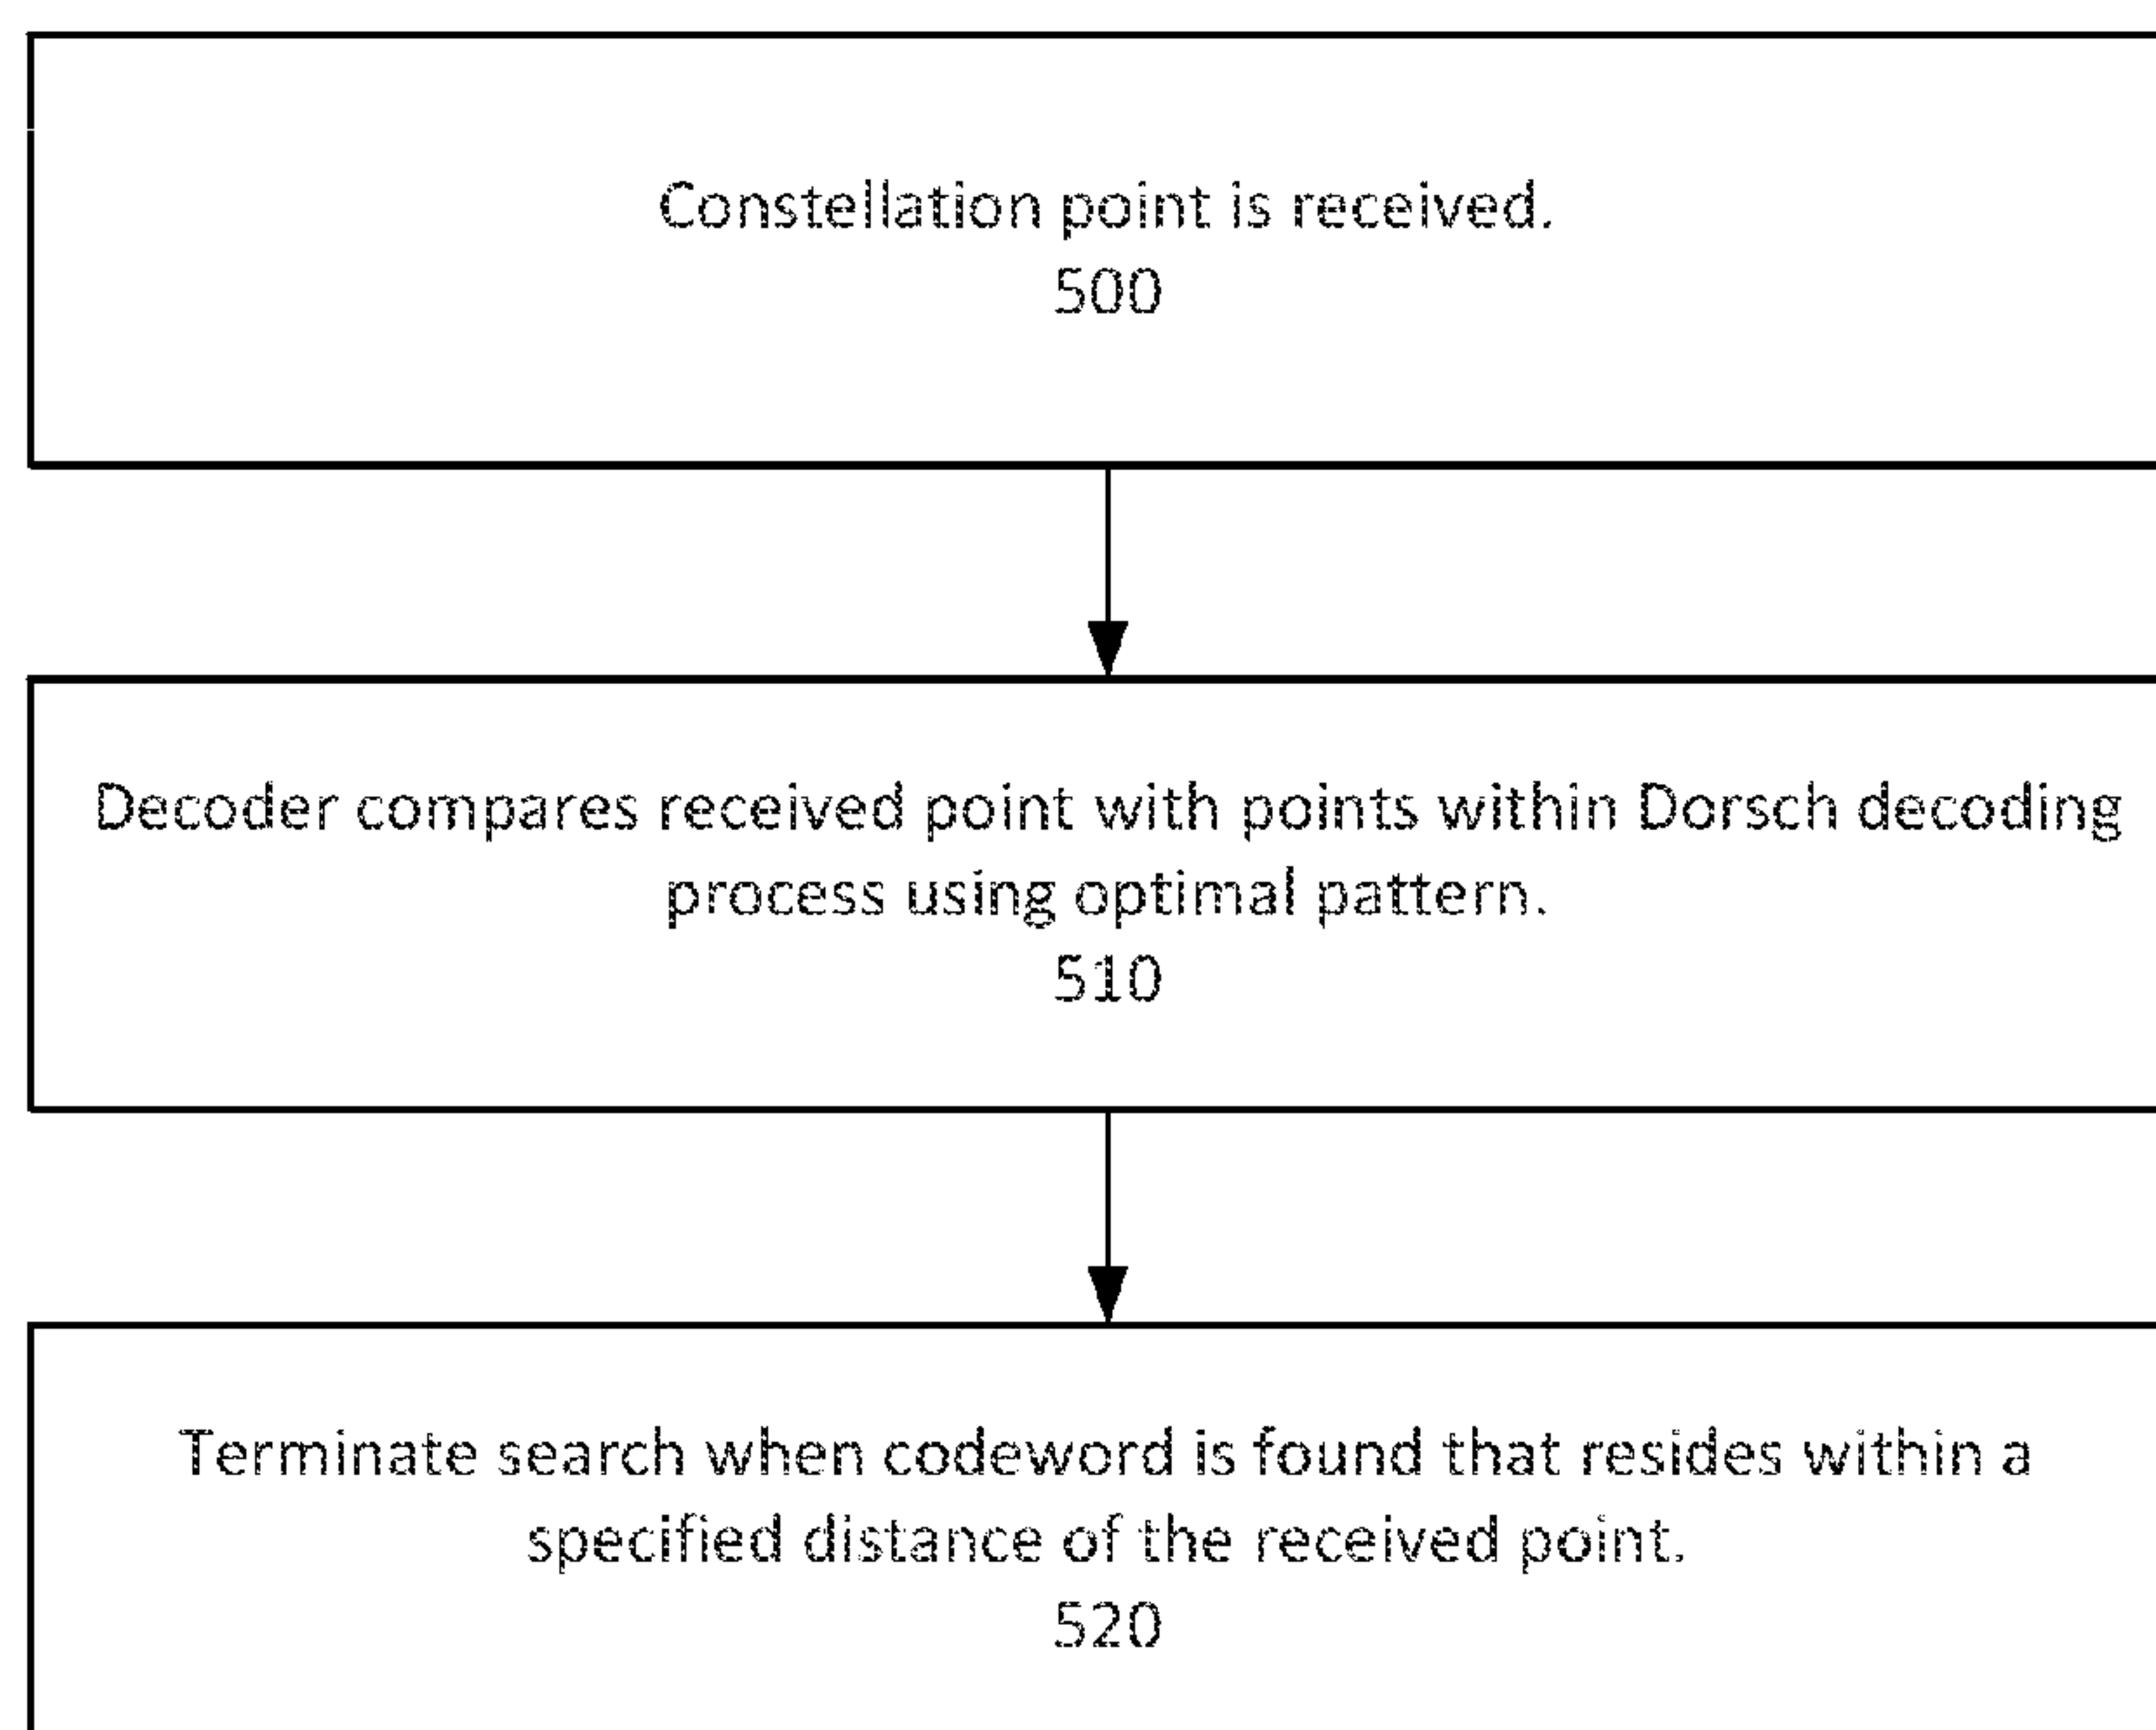 Constellation point is received.
500
Decoder compares received point with points within Dorsch decoding
process using optimal pattern.
510
Terminate search when codeword is found that resides within a
specified distance of the received point.
520